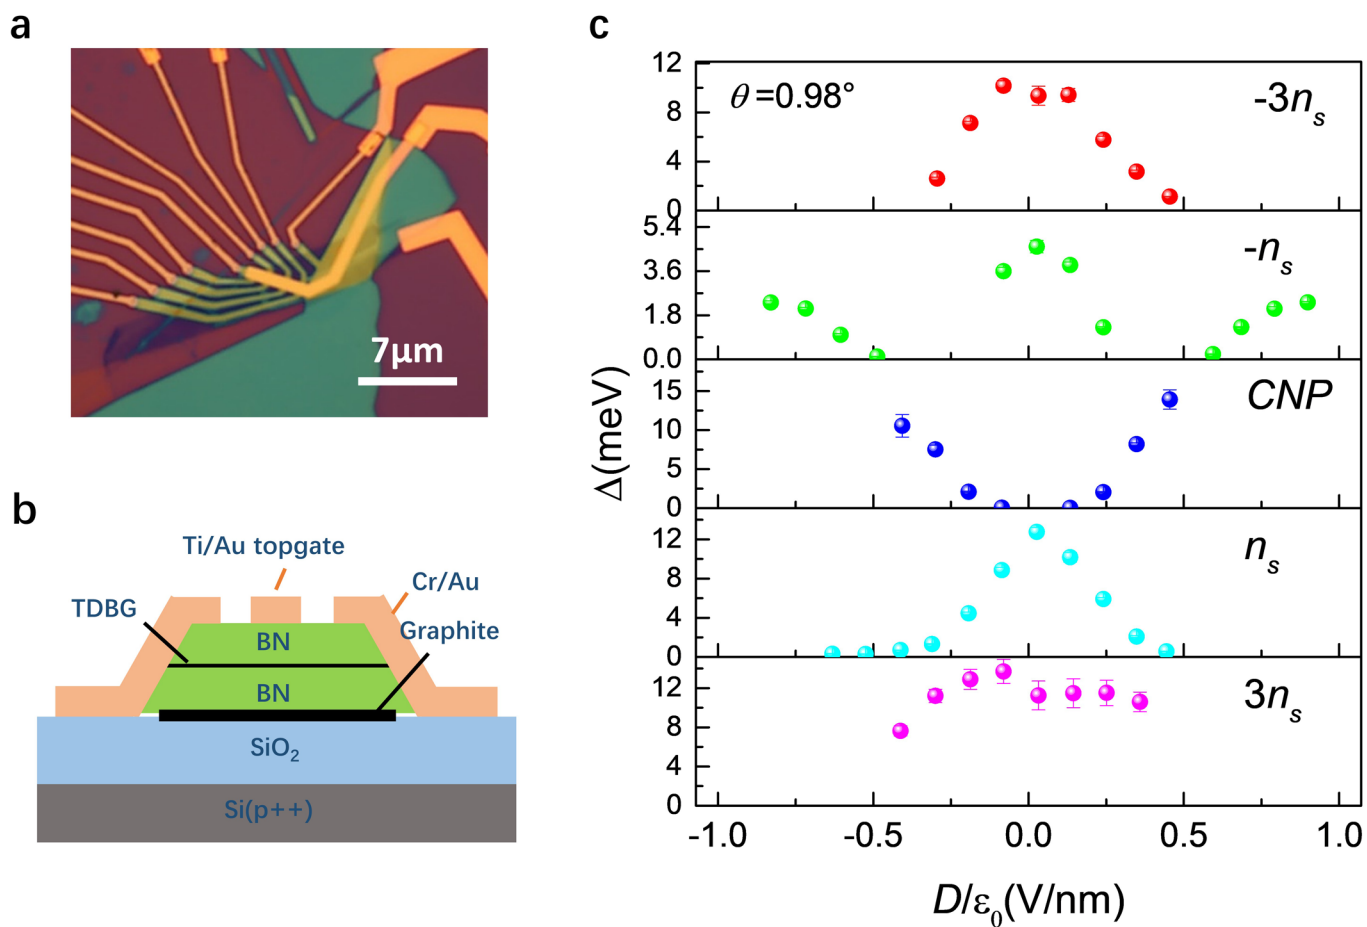 a
7μm
b
Ti/Au topgate
Cr/Au
TDBG
Graphite
BN
BN
SiO₂
Si(p++)
c
θ=0.98°
-3nₛ
12
8
4
0
-nₛ
5.4
3.6
1.8
0.0
CNP
15
10
5
0
nₛ
12
8
4
0
3nₛ
12
8
4
0
Δ(meV)
-1.0 -0.5 0.0 0.5 1.0
D/ε₀(V/nm)